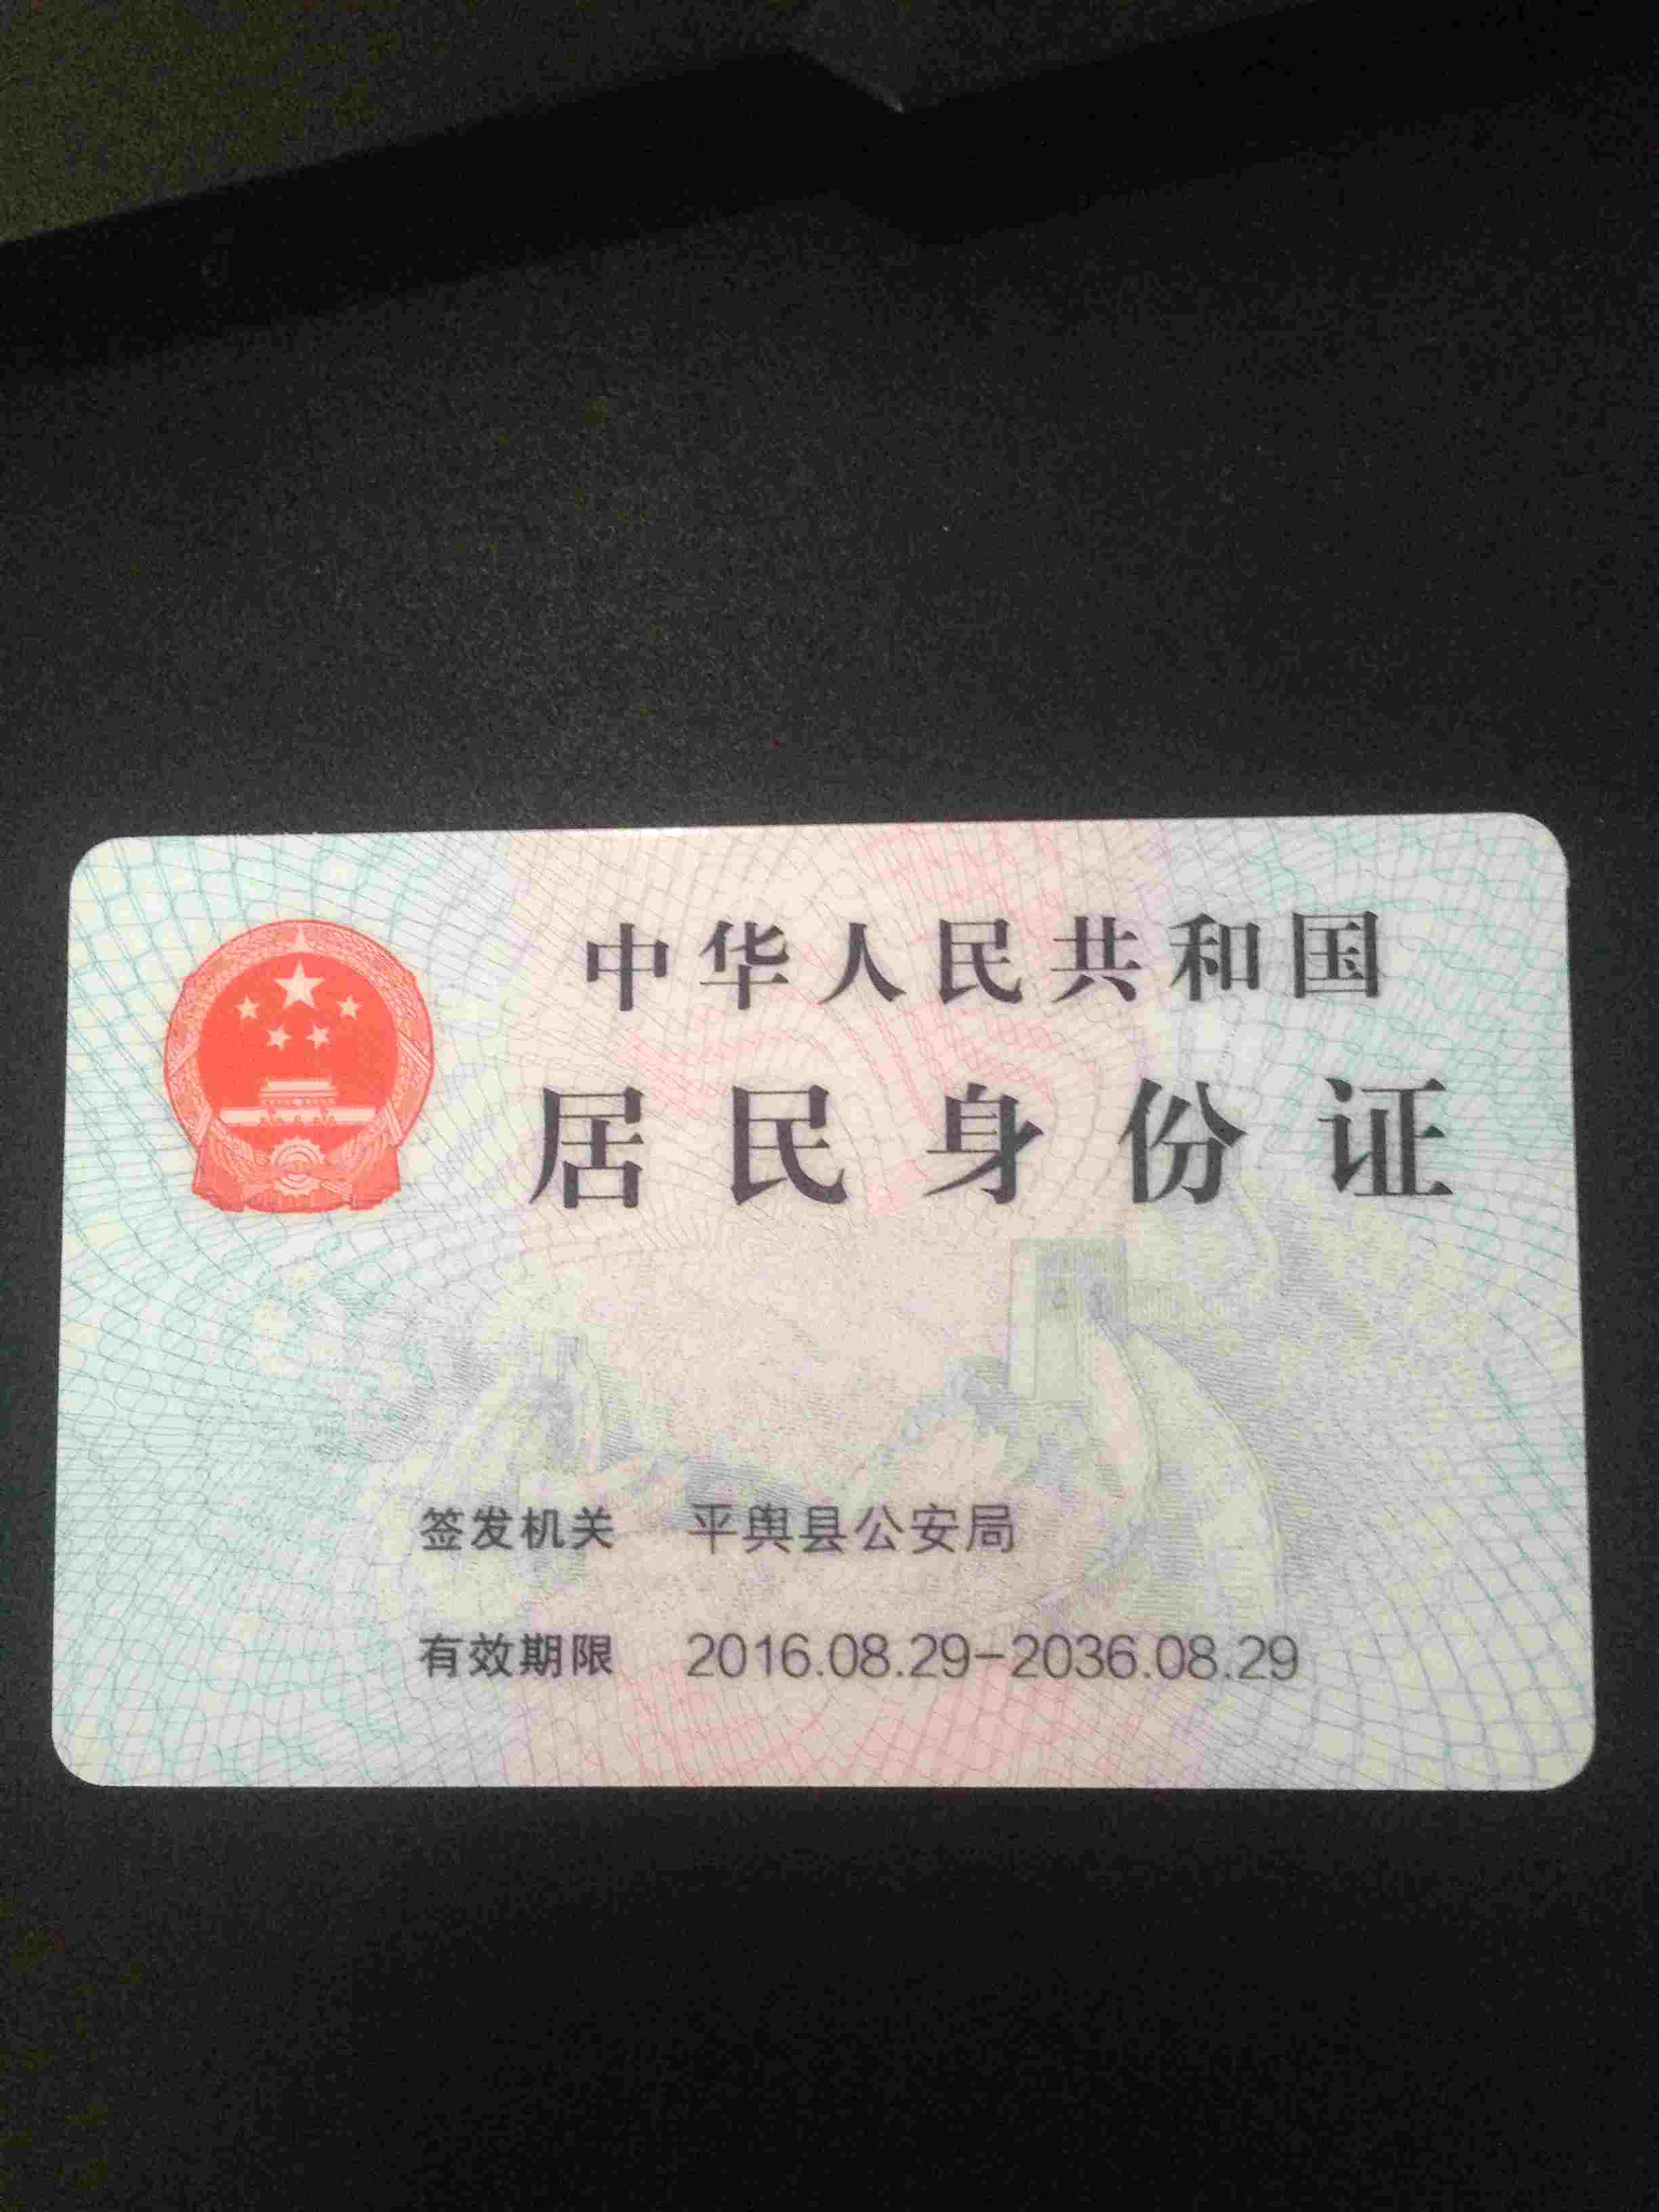 中华人民共和国
居民身份证
签发机关 平舆县公安局
有效期限 2016.08.29-2036.08.29